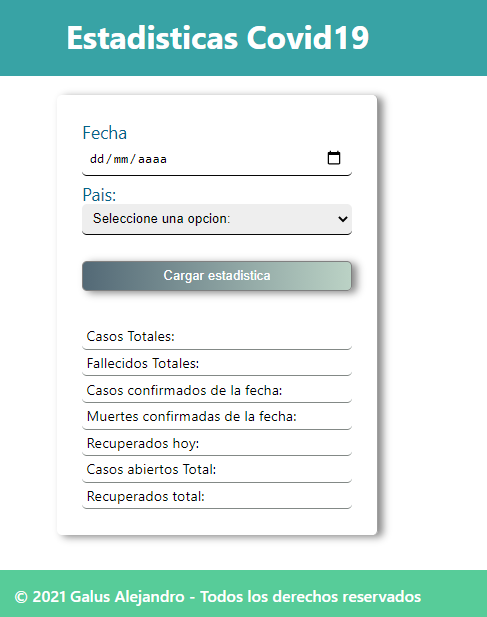 Estadisticas Covid19
Fecha
dd/mm/aaaa
Pais:
Seleccione una opcion:
Cargar estadistica
Casos Totales:
Fallecidos Totales:
Casos confirmados de la fecha:
Muertes confirmadas de la fecha:
Recuperados hoy:
Casos abiertos Total:
Recuperados total:
© 2021 Galus Alejandro - Todos los derechos reservados